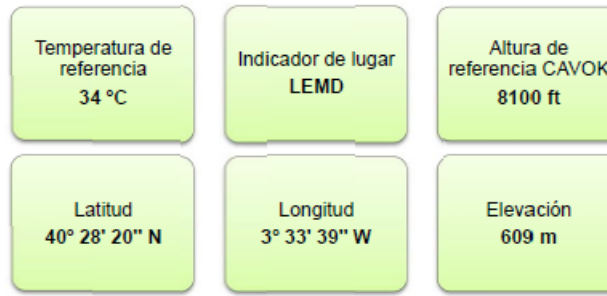 Temperatura de
referencia
34 ºC
Indicador de lugar
LEMD
Altura de
referencia CAVOK
8100 ft
Latitud
40° 28' 20" N
Longitud
3° 33' 39" W
Elevación
609 m